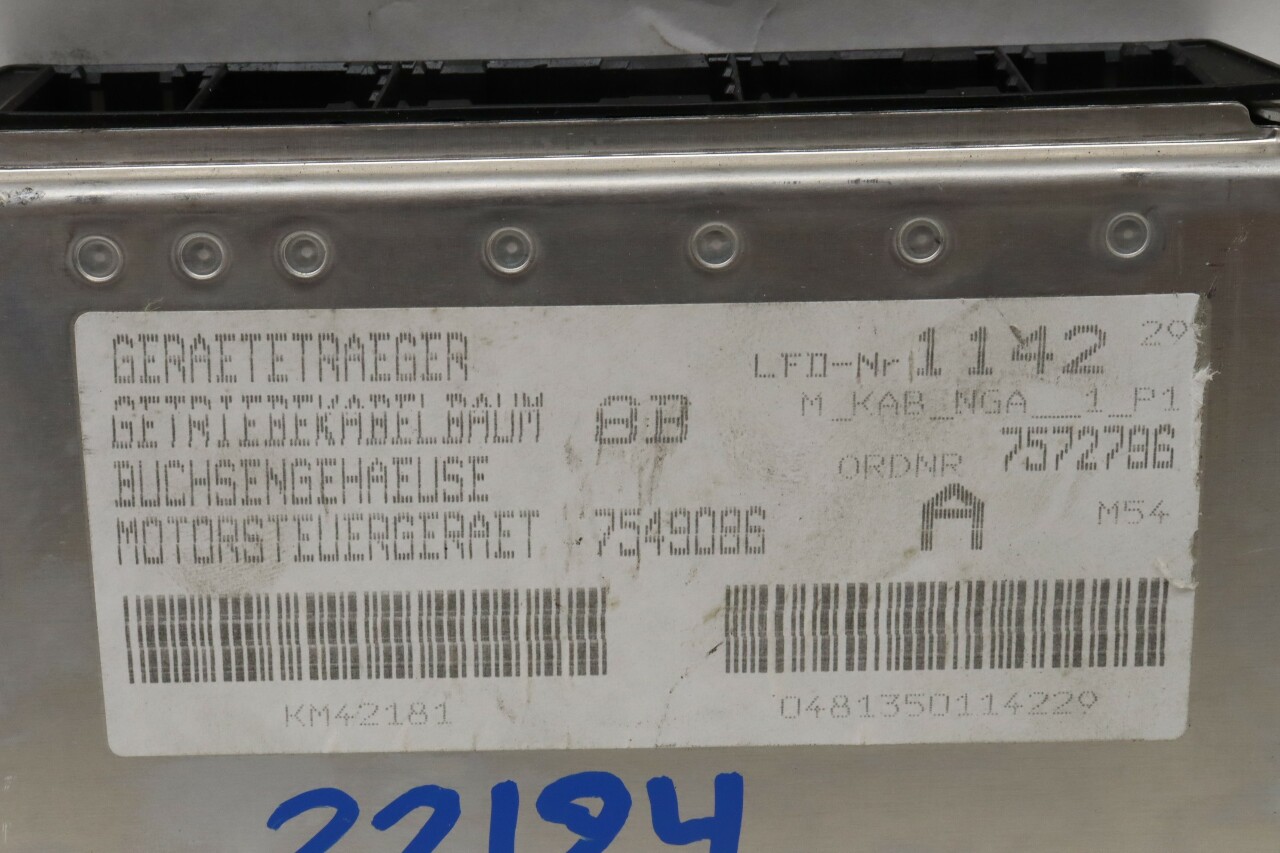 GERAETETRAEGER
LFD-Nr 1142 29
GETRIEBEKABELBAUM 8B
M_KAB_NGA__1_P1
BUCHSENGEHAEUSE
ORDNR 7572786
MOTORSTEUERGERAET 7549086
A M54
KM42181
0481350114229
22184